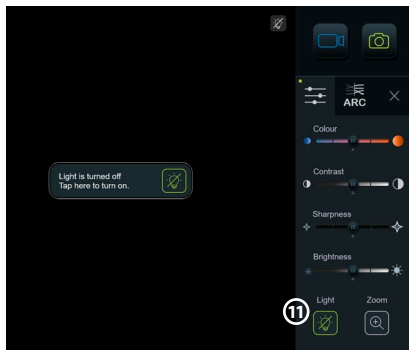 ARC
Colour
Contrast
Light is turned off
Tap here to turn on.
Sharpness
Brightness
Light Zoom
11